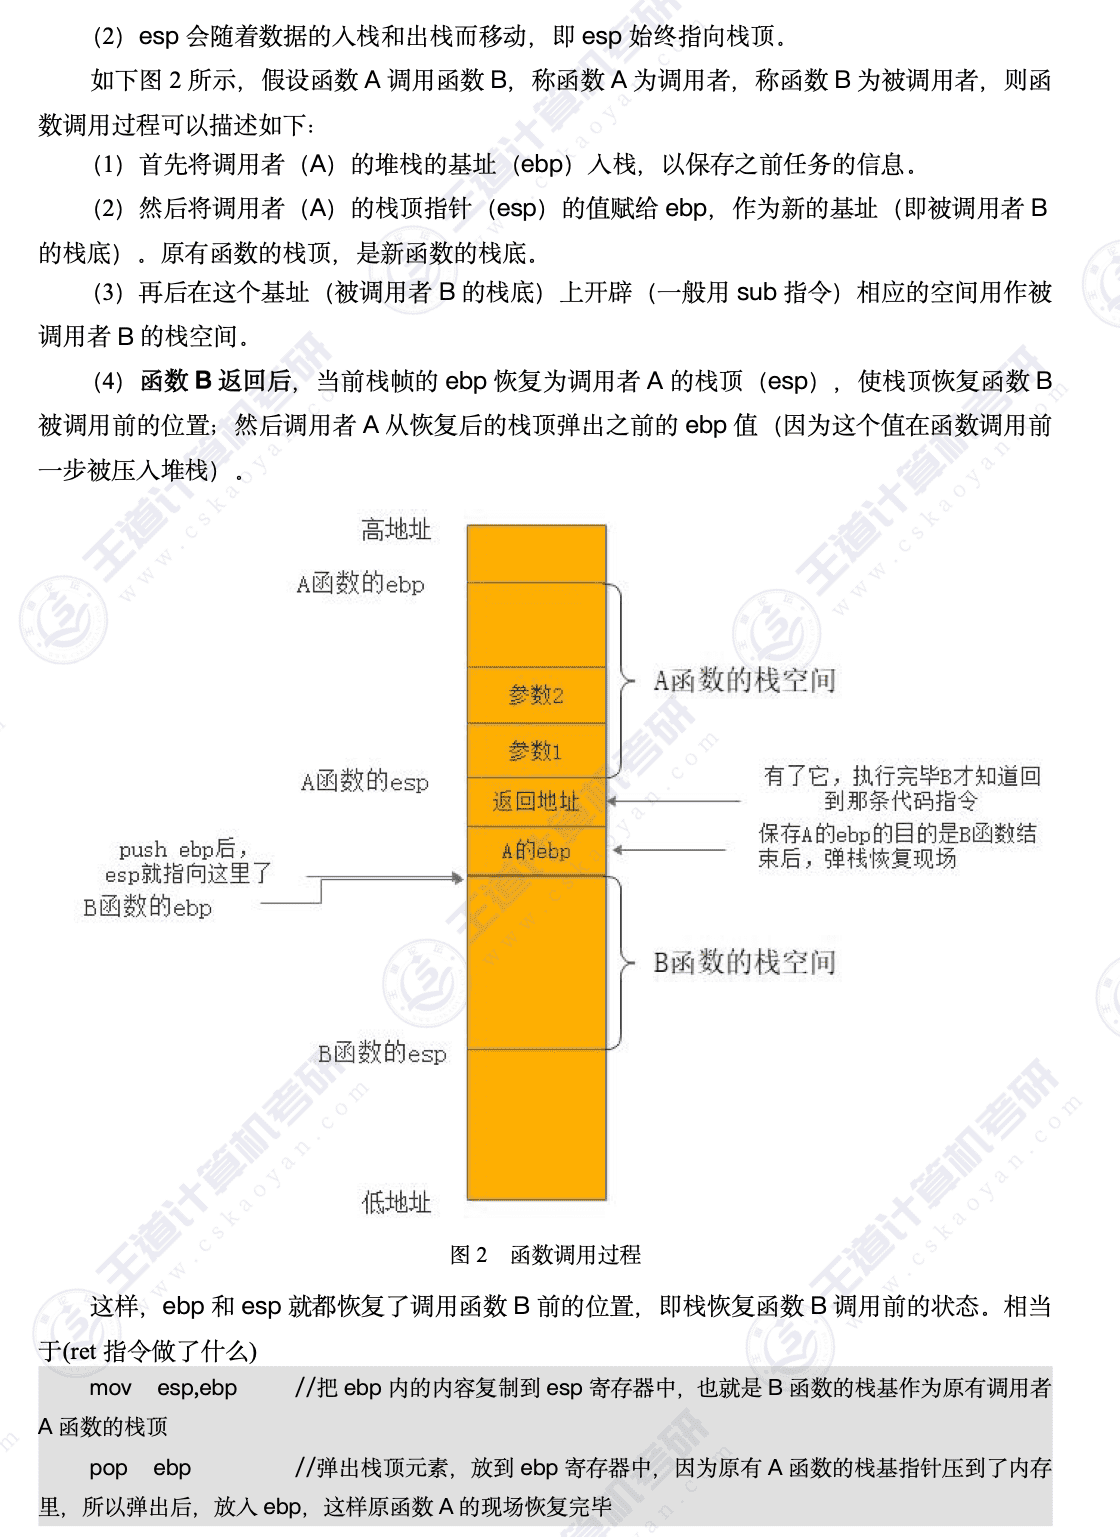 （2）esp 会随着数据的入栈和出栈而移动，即 esp 始终指向栈顶。
如下图 2 所示，假设函数 A 调用函数 B，称函数 A 为调用者，称函数 B 为被调用者，则函
数调用过程可以描述如下：
（1）首先将调用者（A）的堆栈的基址（ebp）入栈，以保存之前任务的信息。
（2）然后将调用者（A）的栈顶指针（esp）的值赋给 ebp，作为新的基址（即被调用者 B
的栈底）。原有函数的栈顶，是新函数的栈底。
（3）再后在这个基址（被调用者 B 的栈底）上开辟（一般用 sub 指令）相应的空间用作被
调用者 B 的栈空间。
（4）函数 B 返回后，当前栈帧的 ebp 恢复为调用者 A 的栈顶（esp），使栈顶恢复函数 B
被调用前的位置；然后调用者 A 从恢复后的栈顶弹出之前的 ebp 值（因为这个值在函数调用前
一步被压入堆栈）。
高地址
A函数的ebp
A函数的栈空间
参数2
参数1
A函数的esp
返回地址
有了它，执行完毕B才知道回
到那条代码指令
A的ebp
保存A的ebp的目的是B函数结
束后，弹栈恢复现场
push ebp后，
esp就指向这里了
B函数的ebp
B函数的栈空间
B函数的esp
低地址
图 2 函数调用过程
这样，ebp 和 esp 就都恢复了调用函数 B 前的位置，即栈恢复函数 B 调用前的状态。相当
于(ret 指令做了什么)
mov esp,ebp //把 ebp 内的内容复制到 esp 寄存器中，也就是 B 函数的栈基作为原有调用者
A 函数的栈顶
pop ebp //弹出栈顶元素，放到 ebp 寄存器中，因为原有 A 函数的栈基指针压到了内存
里，所以弹出后，放入 ebp，这样原函数 A 的现场恢复完毕
王道计算机考研
www.cskaoyan.com